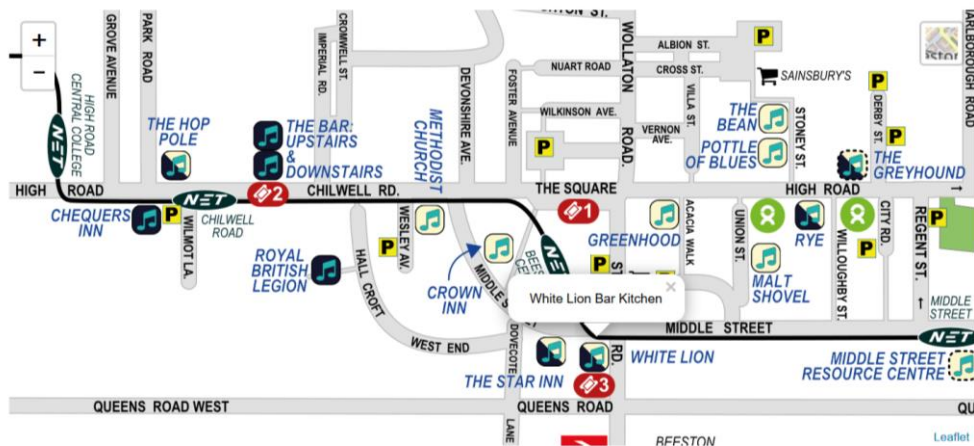 +
−
GROVE AVENUE
PARK ROAD
IMPERIAL RD.
CROMWELL ST.
DEVONSHIRE AVE.
FOSTER AVENUE
NUART ROAD
WILKINSON AVE.
WOLLATON ROAD
ALBION ST.
CROSS ST.
VILLA ST.
VERNON AVE.
P
SAINSBURY'S
STONEY ST.
DERBY ST.
P
P
P
HIGH ROAD
CENTRAL COLLEGE
NET
THE HOP
POLE
THE BAR:
UPSTAIRS
&
DOWNSTAIRS
METHODIST
CHURCH
THE
BEAN
POTTLE
OF BLUES
THE
GREYHOUND
HIGH ROAD
NET
2
CHILWELL RD.
THE SQUARE
HIGH ROAD
→
CHEQUERS
INN
P
WILMOT LA.
CHILWELL
ROAD
WESLEY AV.
P
1
GREENHOOD
ACACIA WALK
UNION ST.
RYE
WILLOUGHBY ST.
CITY RD.
P
REGENT ST.
P
ROYAL
BRITISH
LEGION
HALL CROFT
CROWN
INN
NET
P
MALT
SHOVEL
White Lion Bar Kitchen
×
MIDDLE STREET
MIDDLE
STREET
NET
WEST END
DOVECOTE
LANE
THE STAR INN
WHITE LION
RD.
3
MIDDLE STREET
RESOURCE CENTRE
QUEENS ROAD WEST
QUEENS ROAD
BEESTON
Leaflet